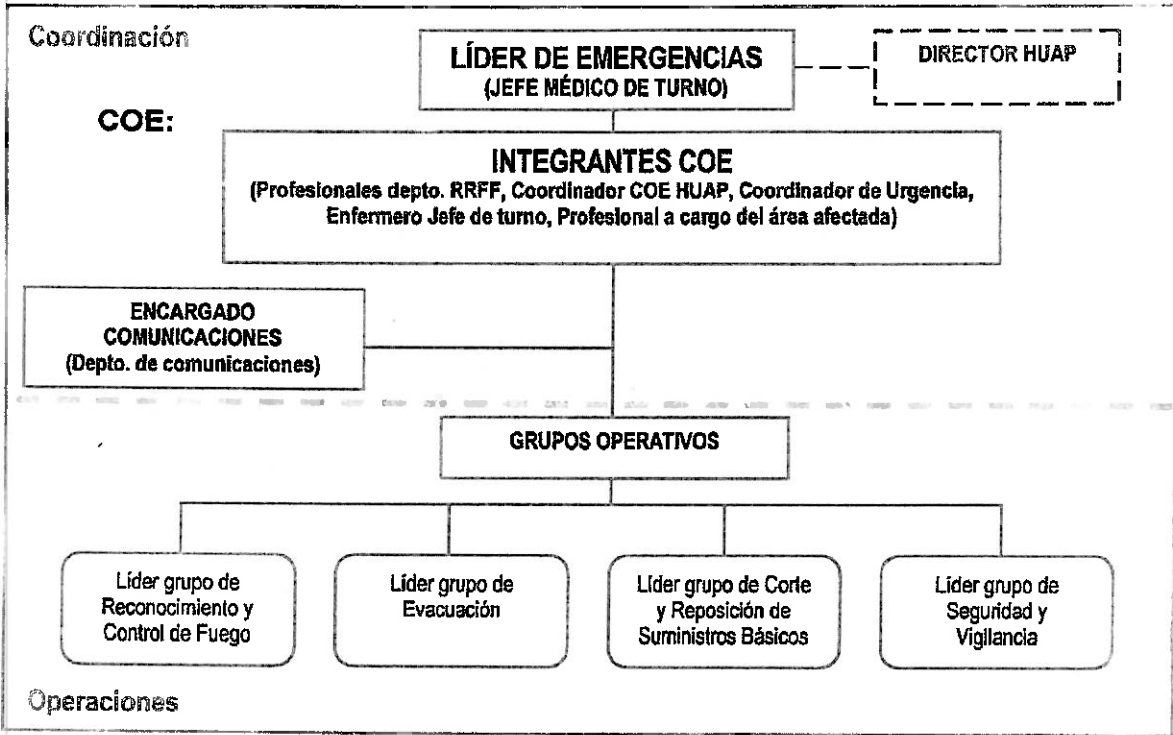 Coordinación
LÍDER DE EMERGENCIAS
(JEFE MÉDICO DE TURNO)
DIRECTOR HUAP
COE:
INTEGRANTES COE
(Profesionales depto. RRFF, Coordinador COE HUAP, Coordinador de Urgencia,
Enfermero Jefe de turno, Profesional a cargo del área afectada)
ENCARGADO
COMUNICACIONES
(Depto. de comunicaciones)
GRUPOS OPERATIVOS
Líder grupo de
Reconocimiento y
Control de Fuego
Líder grupo de
Evacuación
Líder grupo de Corte
y Reposición de
Suministros Básicos
Líder grupo de
Seguridad y
Vigilancia
Operaciones